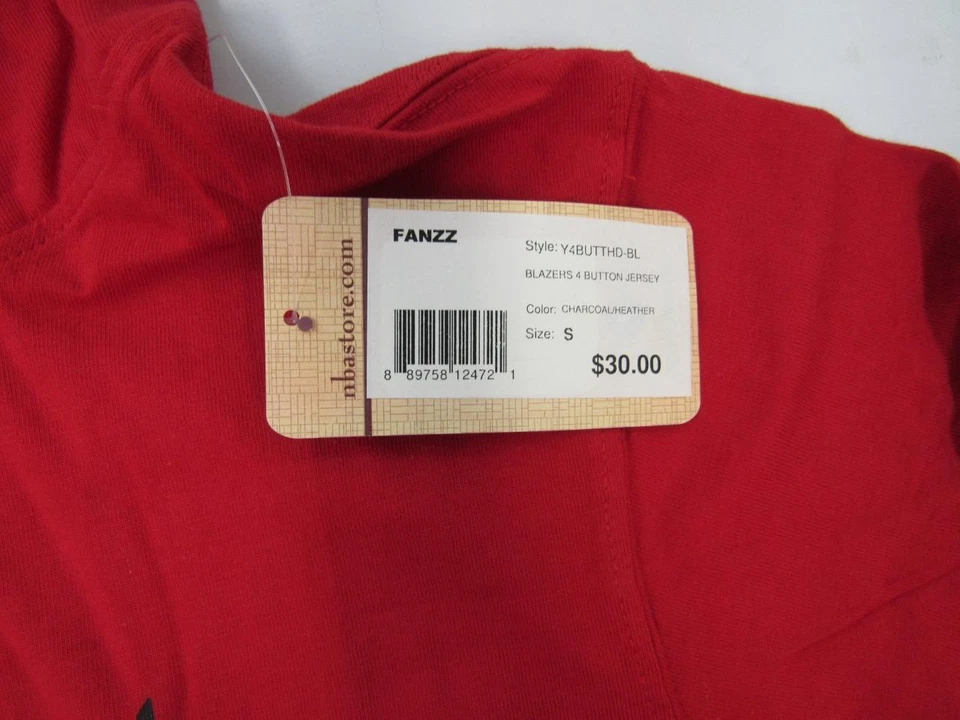 nbastore.com
FANZZ
Style: Y4BUTTHD-BL
BLAZERS 4 BUTTON JERSEY
Color: CHARCOAL/HEATHER
Size: S
$30.00
8 89758 12472 1